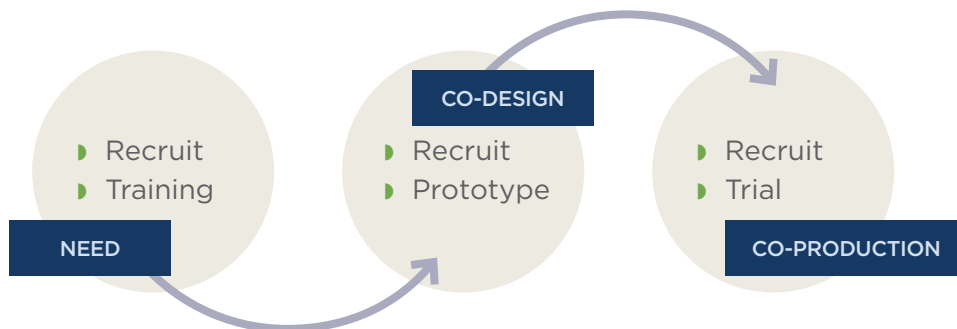 Recruit
Training
NEED
CO-DESIGN
Recruit
Prototype
Recruit
Trial
CO-PRODUCTION